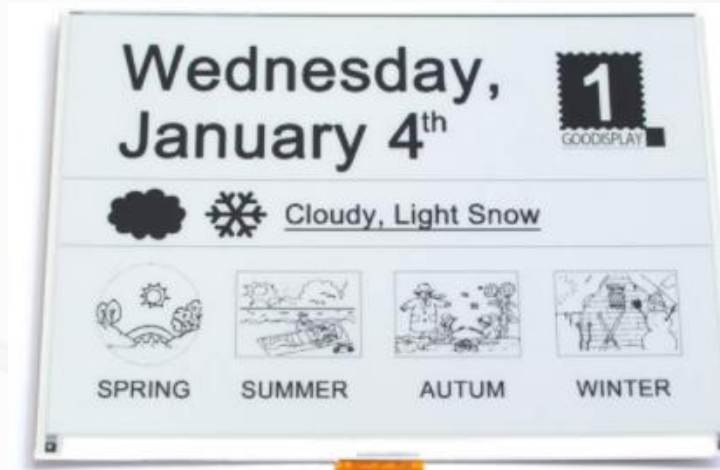 Wednesday,
January 4th
1
GOODISPLAY
Cloudy, Light Snow
SPRING SUMMER AUTUM WINTER